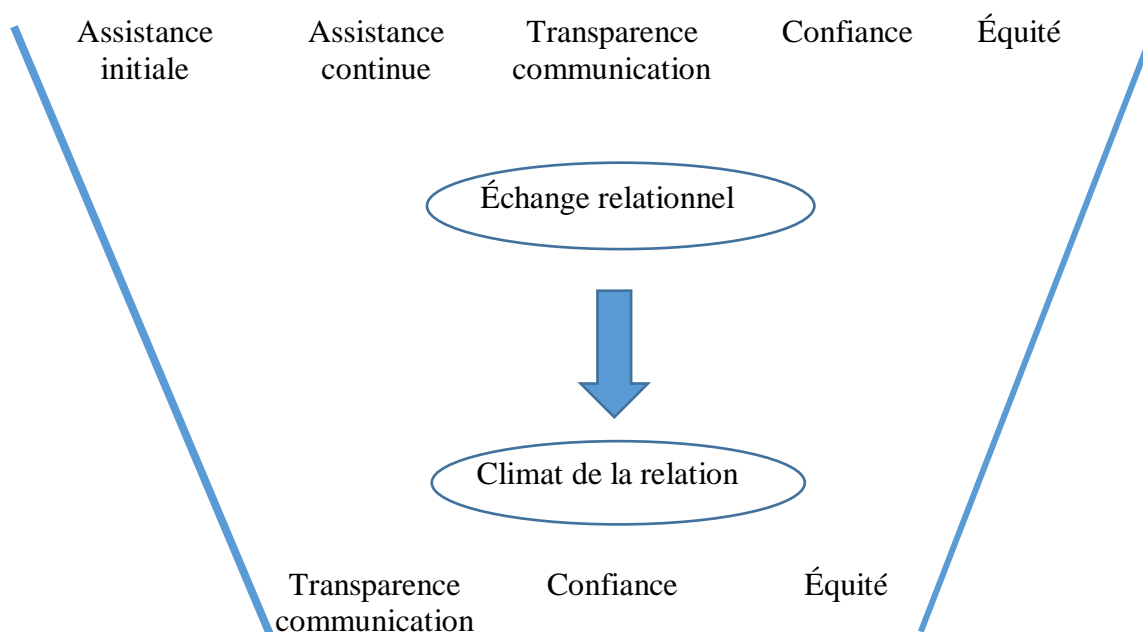 Assistance Assistance Transparence Confiance Équité
initiale continue communication
Échange relationnel
Climat de la relation
Transparence Confiance Équité
communication